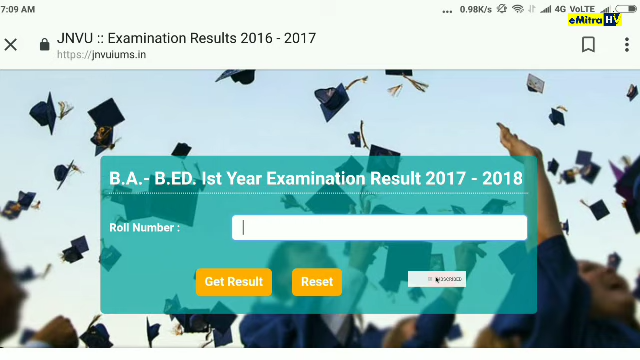 7:09 AM
... 0.98K/s 4G VoLTE
eMitra HV
JNVU :: Examination Results 2016 - 2017
https://jnvuiums.in
B.A.- B.ED. Ist Year Examination Result 2017 - 2018
Roll Number :
Get Result Reset